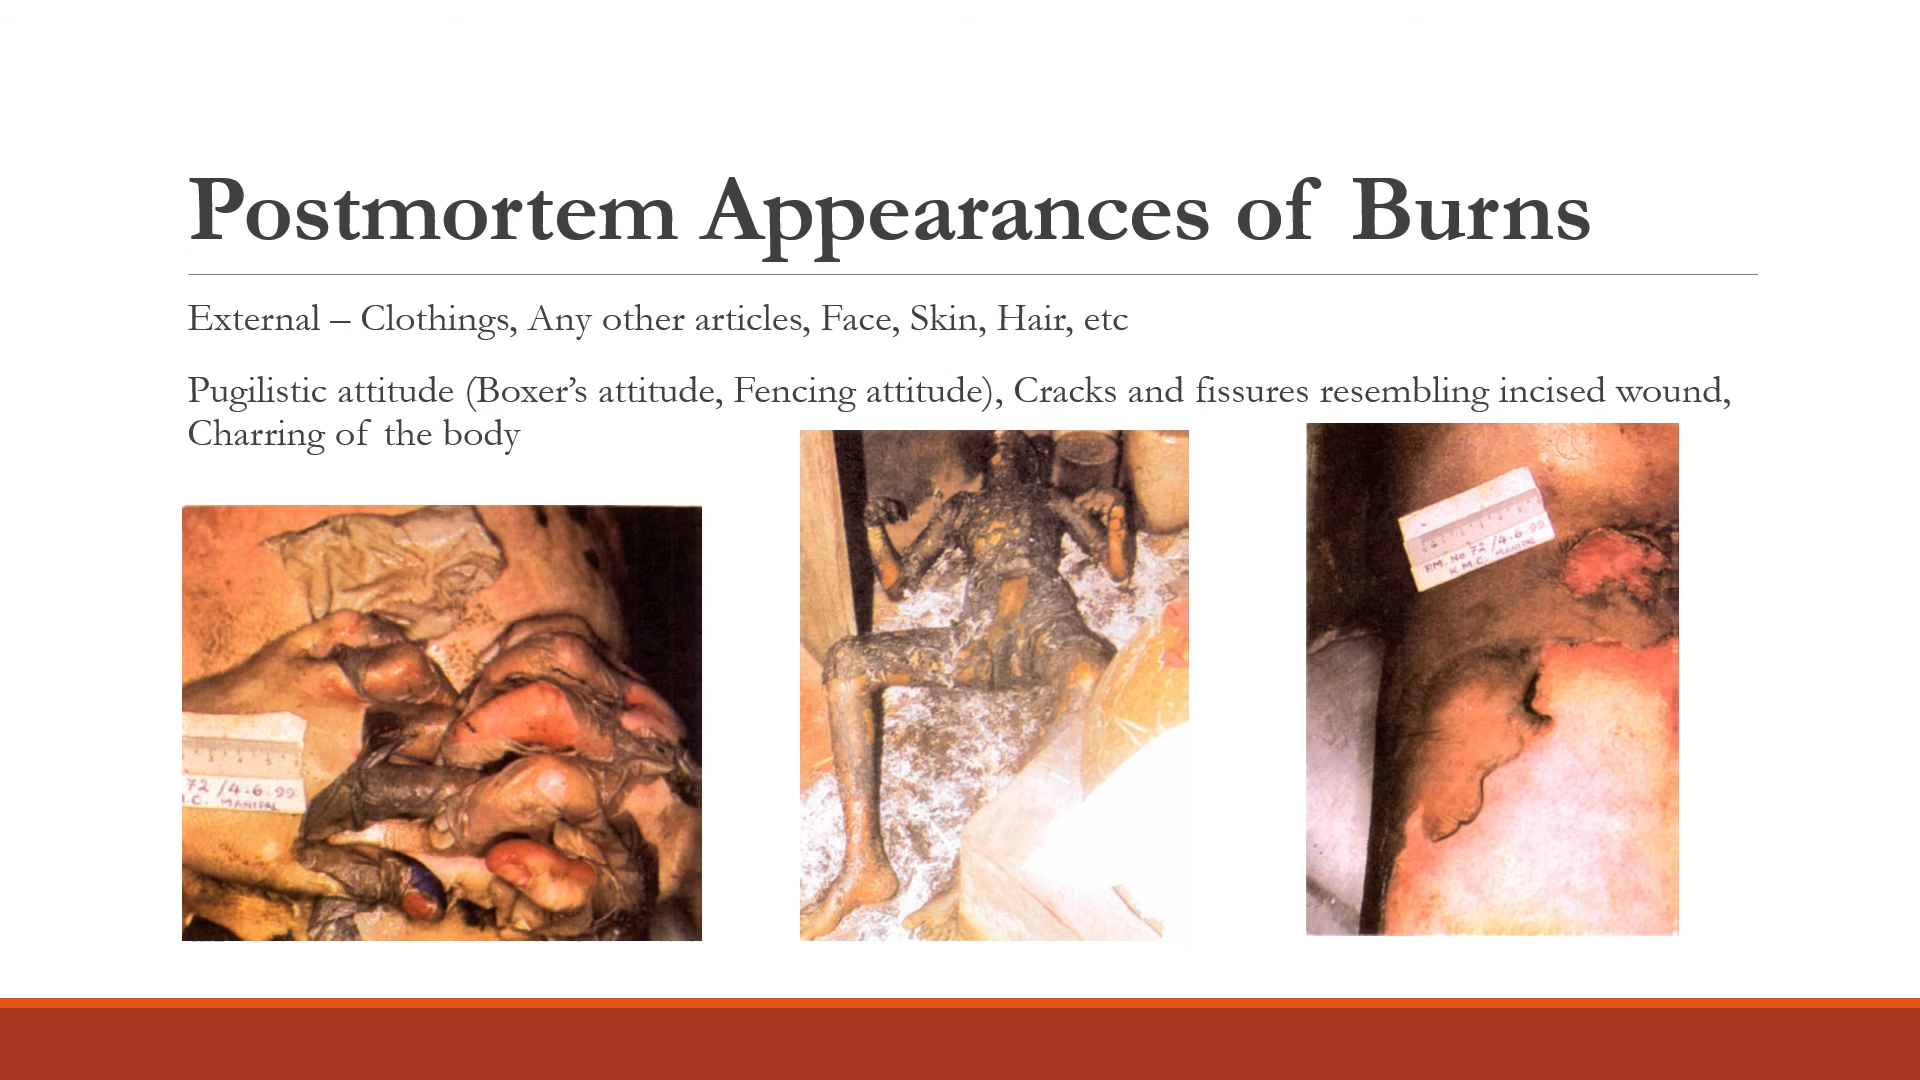 Postmortem Appearances of Burns
External – Clothings, Any other articles, Face, Skin, Hair, etc
Pugilistic attitude (Boxer’s attitude, Fencing attitude), Cracks and fissures resembling incised wound,
Charring of the body
72 /4.6.99
C. MANIPAL
P.M. No 72 /4.6.99
K.M.C. MANIPAL